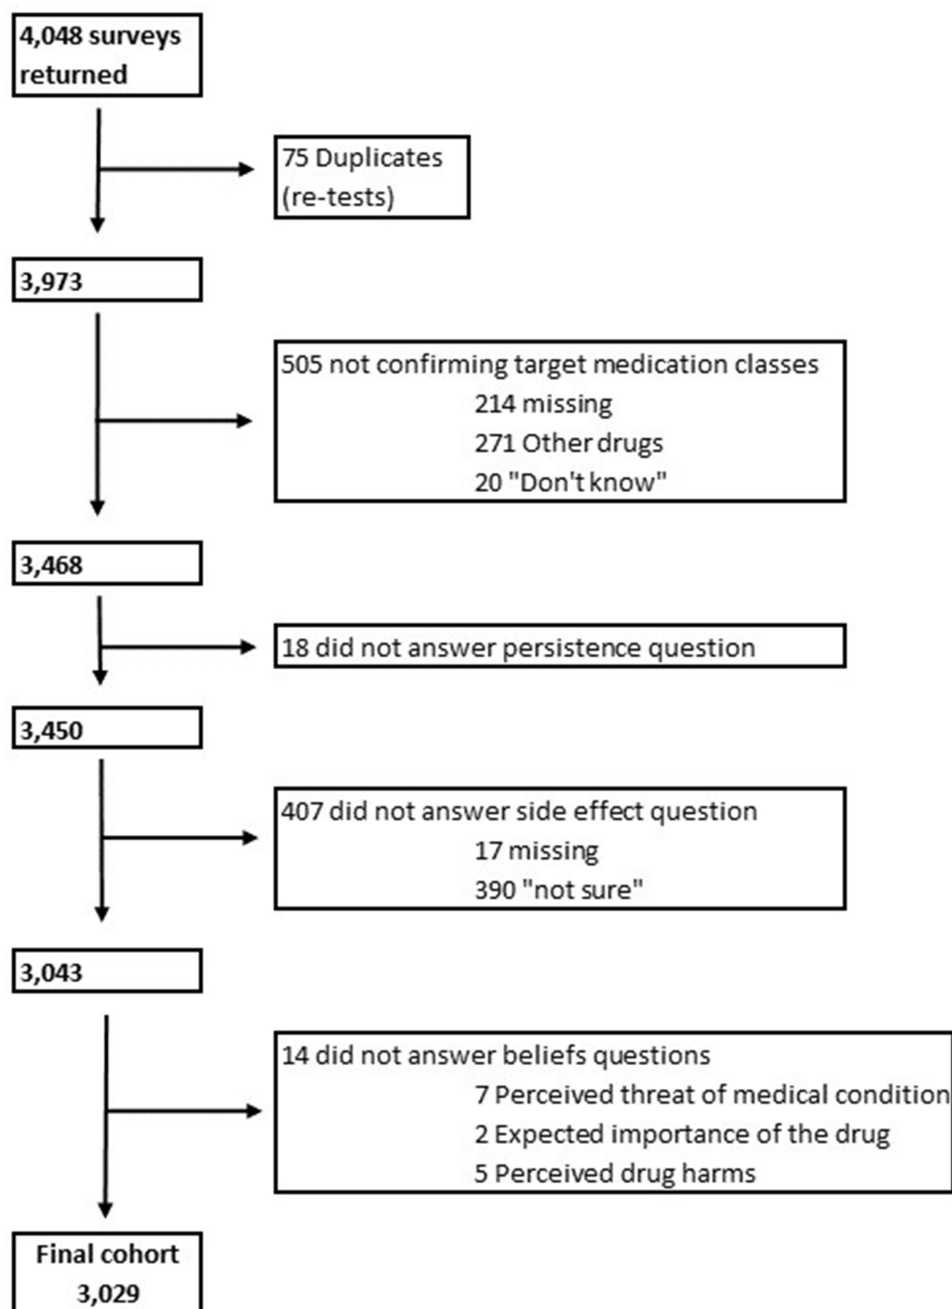 4,048 surveys
returned
75 Duplicates
(re-tests)
3,973
505 not confirming target medication classes
214 missing
271 Other drugs
20 "Don't know"
3,468
18 did not answer persistence question
3,450
407 did not answer side effect question
17 missing
390 "not sure"
3,043
14 did not answer beliefs questions
7 Perceived threat of medical condition
2 Expected importance of the drug
5 Perceived drug harms
Final cohort
3,029